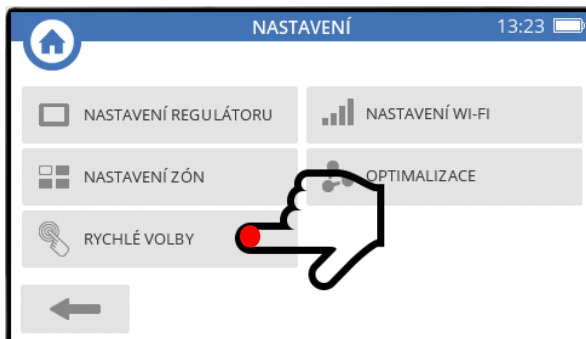 NASTAVENÍ 13:23
NASTAVENÍ REGULÁTORU NASTAVENÍ WI-FI
NASTAVENÍ ZÓN OPTIMALIZACE
RYCHLÉ VOLBY